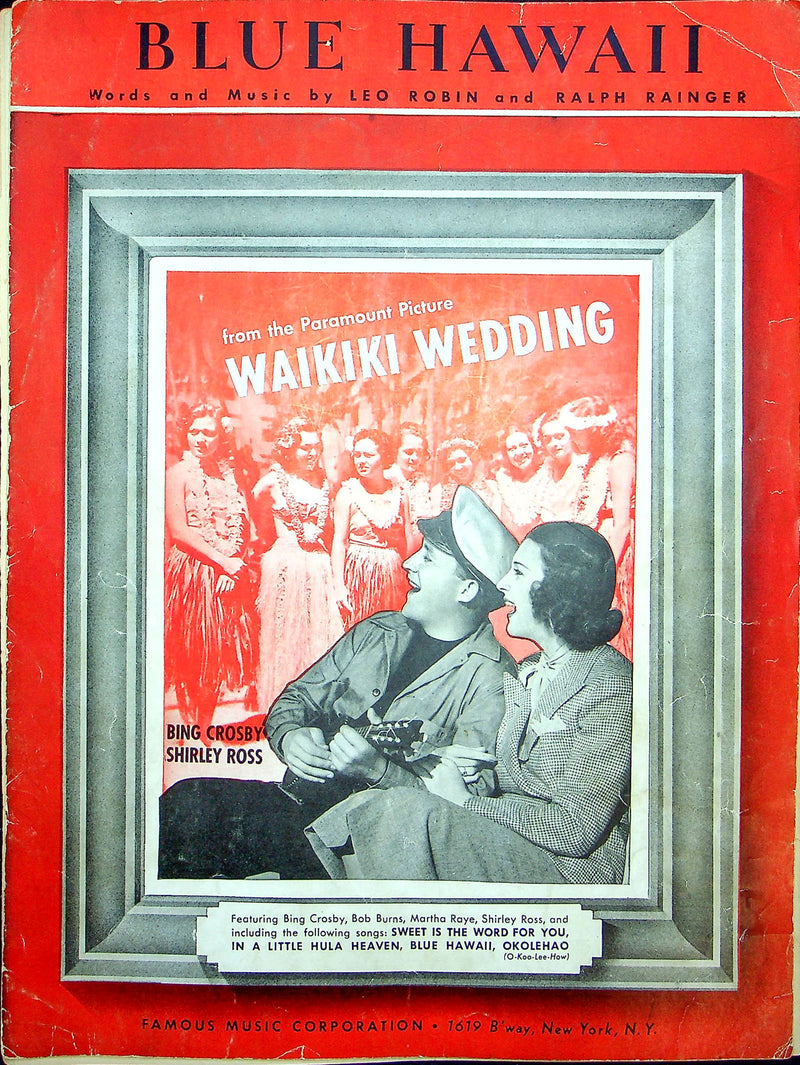 BLUE HAWAII
Words and Music by LEO ROBIN and RALPH RAINGER
from the Paramount Picture
WAIKIKI WEDDING
BING CROSBY
SHIRLEY ROSS
Featuring Bing Crosby, Bob Burns, Martha Raye, Shirley Ross, and
including the following songs: SWEET IS THE WORD FOR YOU,
IN A LITTLE HULA HEAVEN, BLUE HAWAII, OKOLEHAO
(O-Koo-Lee-How)
FAMOUS MUSIC CORPORATION • 1619 B'way, New York, N. Y.